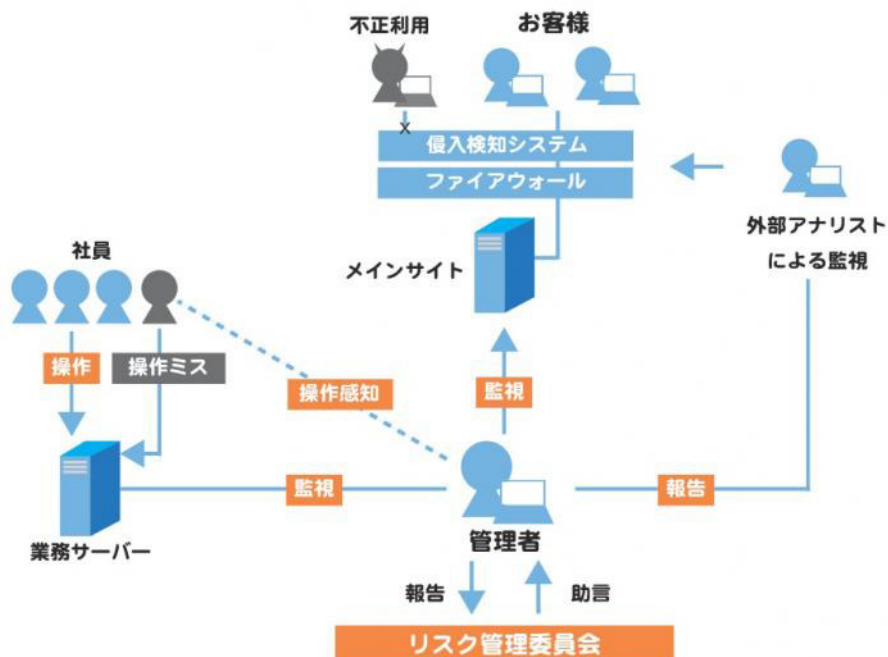 不正利用
お客様
x
侵入検知システム
ファイアウォール
外部アナリスト
による監視
メインサイト
社員
操作
操作ミス
操作感知
監視
監視
報告
業務サーバー
管理者
報告
助言
リスク管理委員会